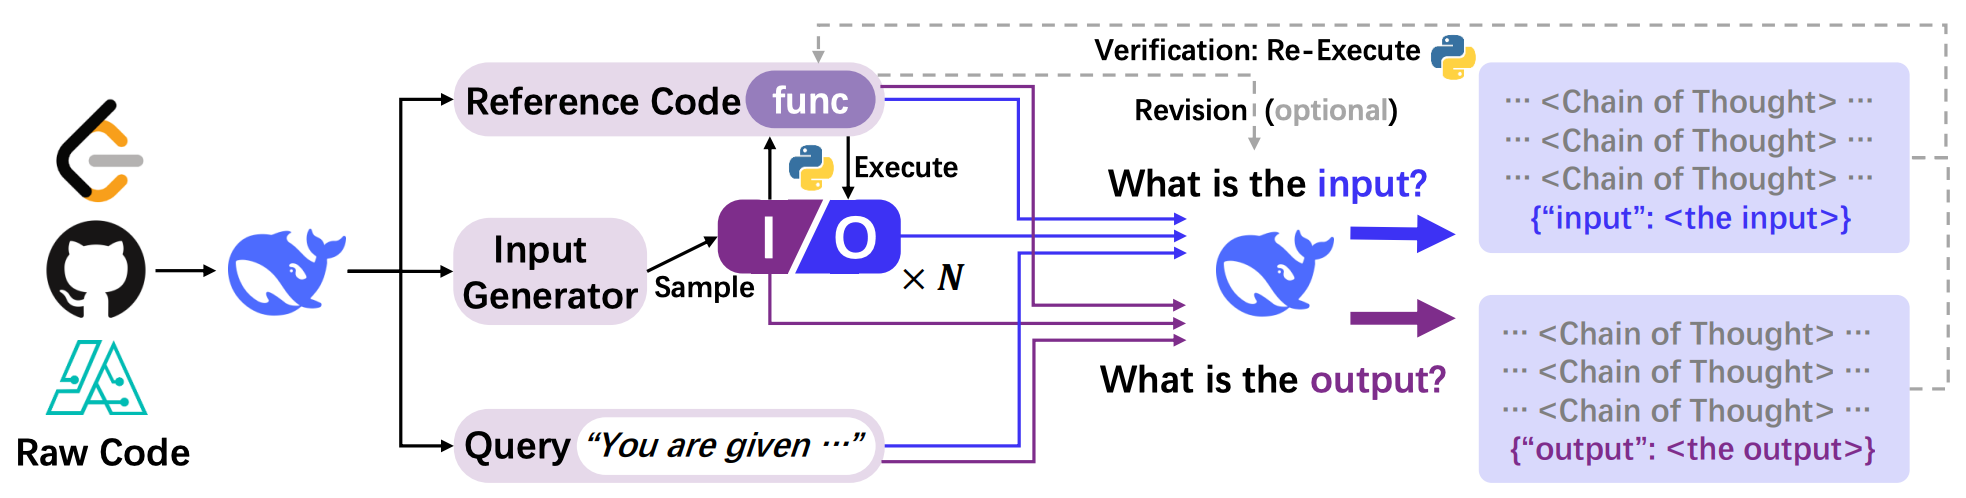 Verification: Re-Execute
Reference Code func
Revision (optional)
Execute
What is the input?
··· <Chain of Thought> ···
··· <Chain of Thought> ···
··· <Chain of Thought> ···
{“input”: <the input>}
Input
Generator
Sample
I/O
× N
What is the output?
··· <Chain of Thought> ···
··· <Chain of Thought> ···
··· <Chain of Thought> ···
{“output”: <the output>}
Raw Code
Query “You are given ···”